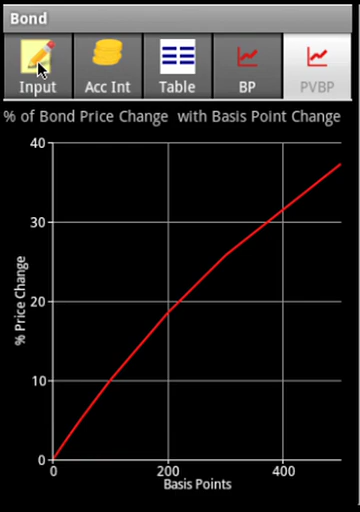 Bond
Input Acc Int Table BP PVBP
% of Bond Price Change with Basis Point Change
% Price Change
40
30
20
10
0
0 200 400
Basis Points